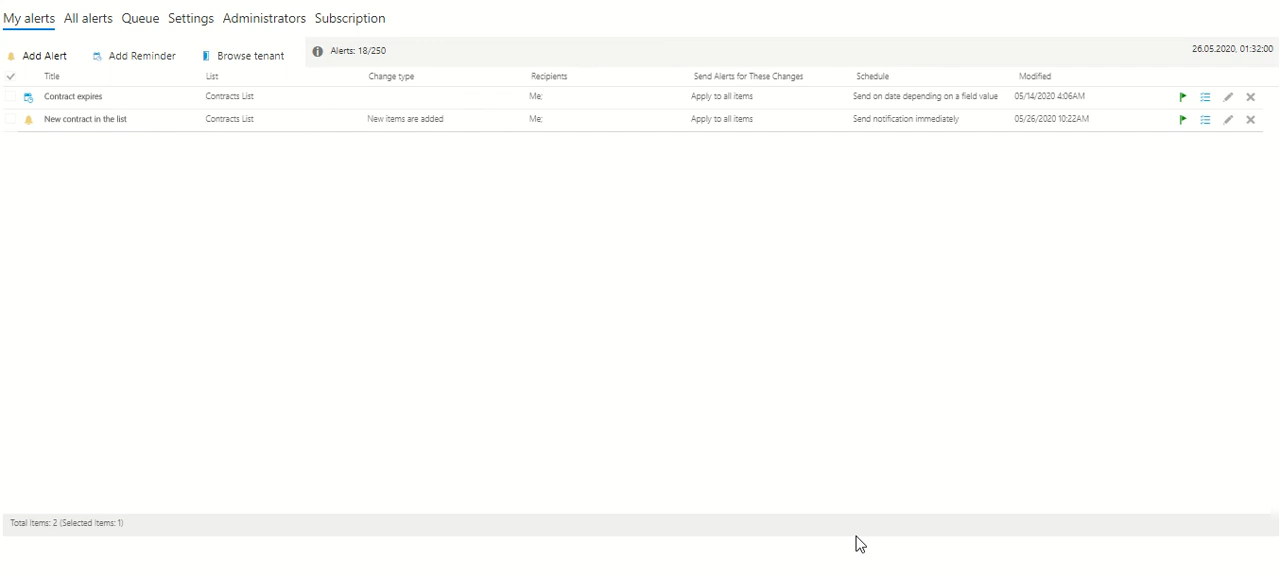 My alerts All alerts Queue Settings Administrators Subscription
Add Alert Add Reminder Browse tenant Alerts: 18/250 26.05.2020, 01:32:00
Title List Change type Recipients Send Alerts for These Changes Schedule Modified
Contract expires Contracts List Me; Apply to all items Send on date depending on a field value 05/14/2020 4:06AM
New contract in the list Contracts List New items are added Me; Apply to all items Send notification immediately 05/26/2020 10:22AM
Total Items: 2 (Selected Items: 1)